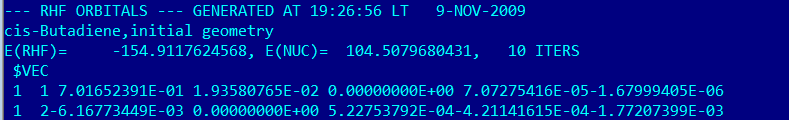 --- RHF ORBITALS --- GENERATED AT 19:26:56 LT   9-NOV-2009
cis-Butadiene,initial geometry
E(RHF)=     -154.9117624568, E(NUC)=  104.5079680431,   10 ITERS
 $VEC
 1  1 7.01652391E-01 1.93580765E-02 0.00000000E+00 7.07275416E-05-1.67999405E-06
 1  2-6.16773449E-03 0.00000000E+00 5.22753792E-04-4.21141615E-04-1.77207399E-03